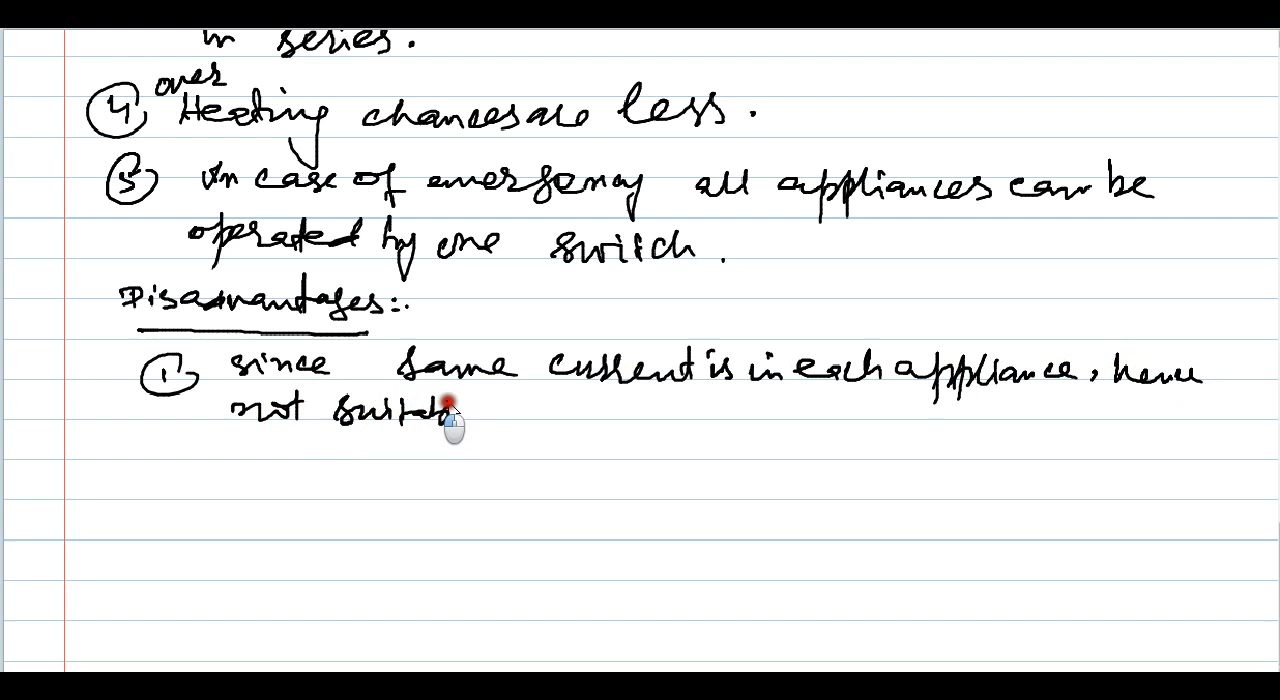 in series.
④ over Heating chances are less.
⑤ In case of emergency all appliances can be
operated by one switch.
Disadvantages:-
① since same current is in each appliance, hence
not suitab